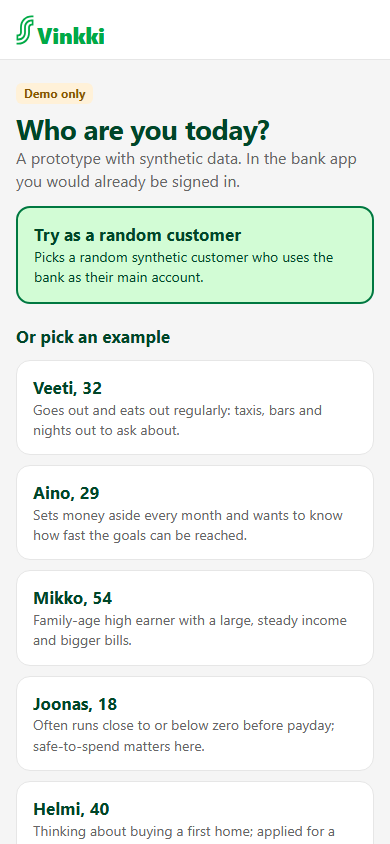 Vinkki
Demo only
Who are you today?
A prototype with synthetic data. In the bank app
you would already be signed in.
Try as a random customer
Picks a random synthetic customer who uses the
bank as their main account.
Or pick an example
Veeti, 32
Goes out and eats out regularly: taxis, bars and
nights out to ask about.
Aino, 29
Sets money aside every month and wants to know
how fast the goals can be reached.
Mikko, 54
Family-age high earner with a large, steady income
and bigger bills.
Joonas, 18
Often runs close to or below zero before payday;
safe-to-spend matters here.
Helmi, 40
Thinking about buying a first home; applied for a